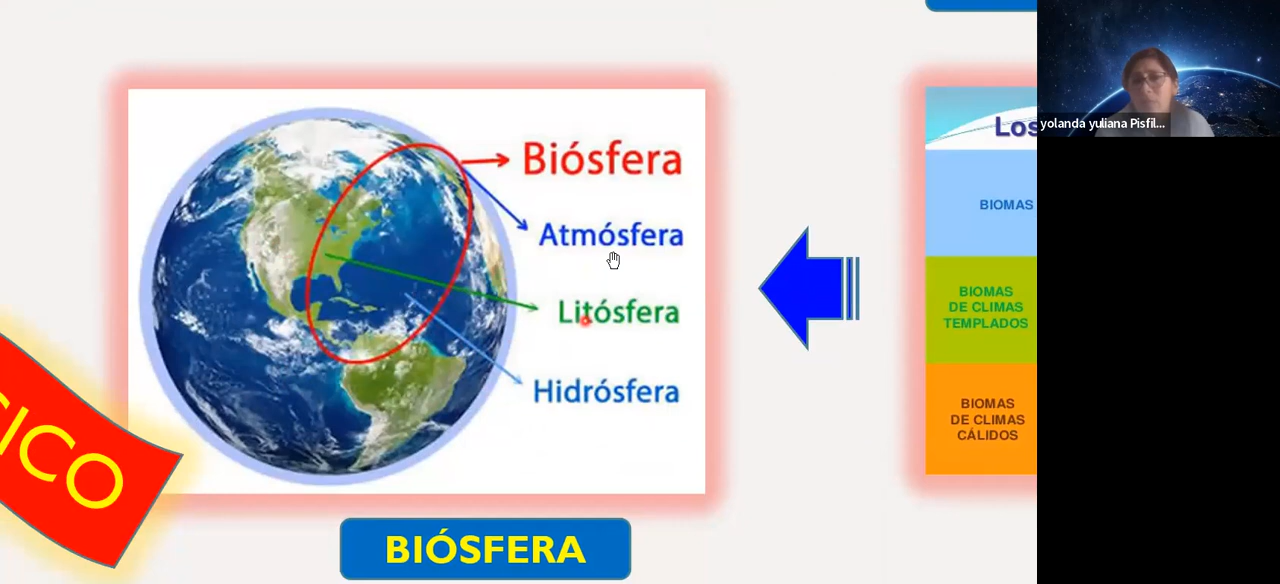 Biósfera
Atmósfera
Litósfera
Hidrósfera
BIÓSFERA
ICO
Los
BIOMAS
BIOMAS
DE CLIMAS
TEMPLADOS
BIOMAS
DE CLIMAS
CÁLIDOS
yolanda yuliana Pisfil...